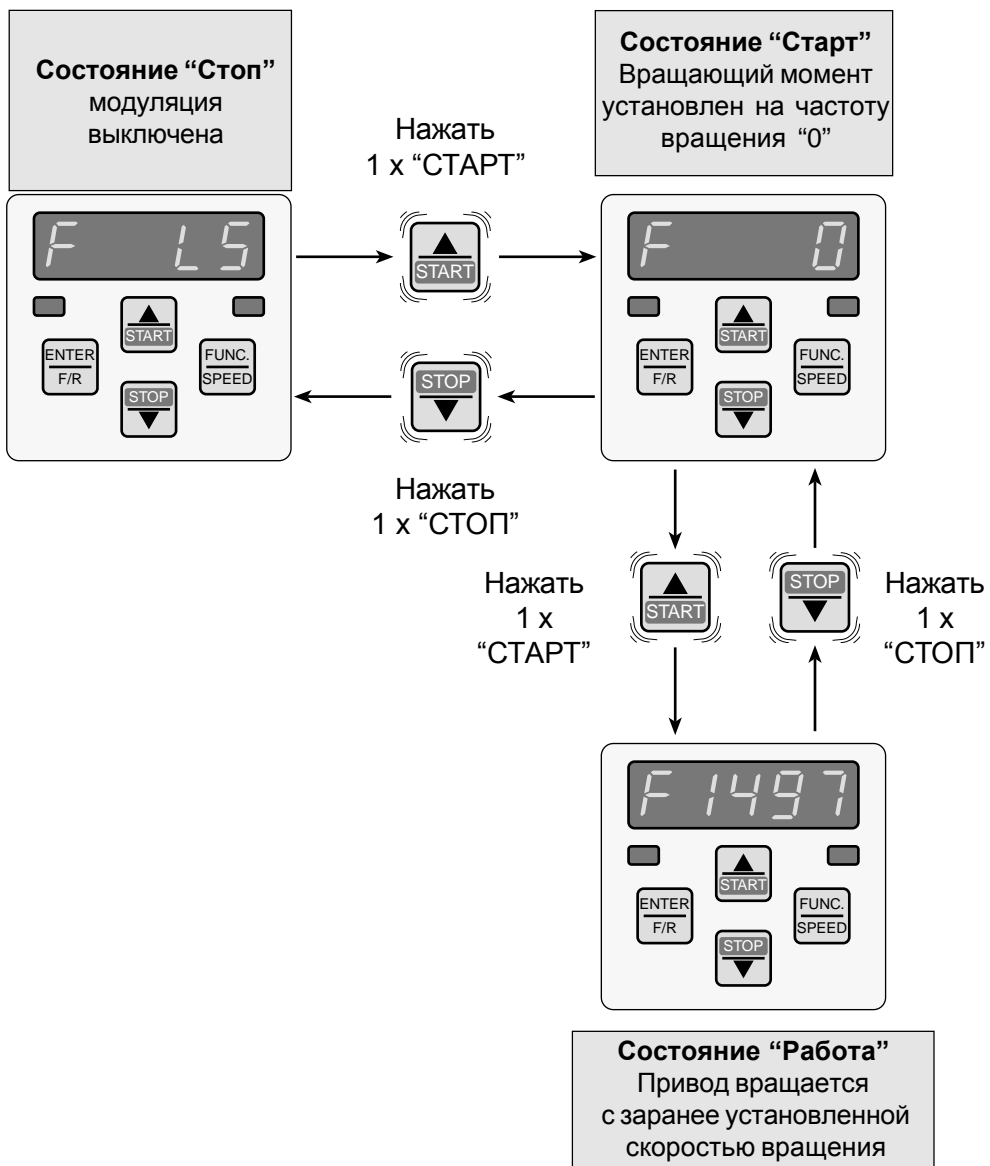 Состояние “Стоп”
модуляция
выключена
Нажать
1 x “СТАРТ”
Состояние “Старт”
Вращающий момент
установлен на частоту
вращения “0”
F LS
START
ENTER
F/R
STOP
FUNC.
SPEED
START
STOP
Нажать
1 x “СТОП”
F 0
START
ENTER
F/R
STOP
FUNC.
SPEED
Нажать
1 x
“СТАРТ”
START
STOP
Нажать
1 x
“СТОП”
F1497
START
ENTER
F/R
STOP
FUNC.
SPEED
Состояние “Работа”
Привод вращается
с заранее установленной
скоростью вращения